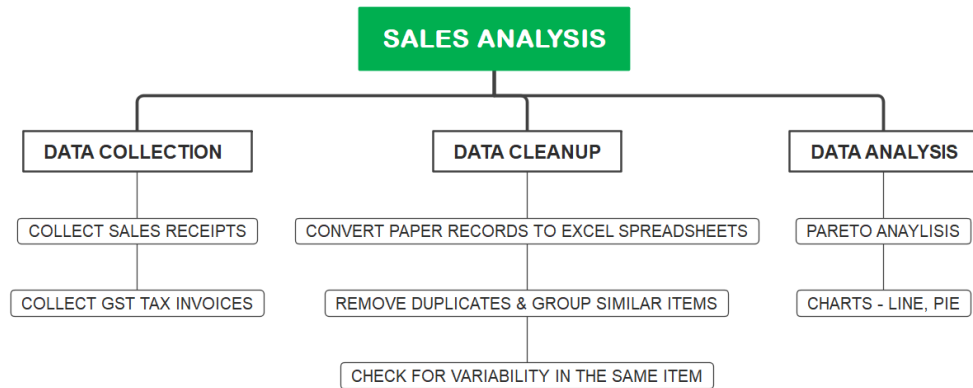 SALES ANALYSIS
DATA COLLECTION
COLLECT SALES RECEIPTS
COLLECT GST TAX INVOICES
DATA CLEANUP
CONVERT PAPER RECORDS TO EXCEL SPREADSHEETS
REMOVE DUPLICATES & GROUP SIMILAR ITEMS
CHECK FOR VARIABILITY IN THE SAME ITEM
DATA ANALYSIS
PARETO ANAYLISIS
CHARTS - LINE, PIE